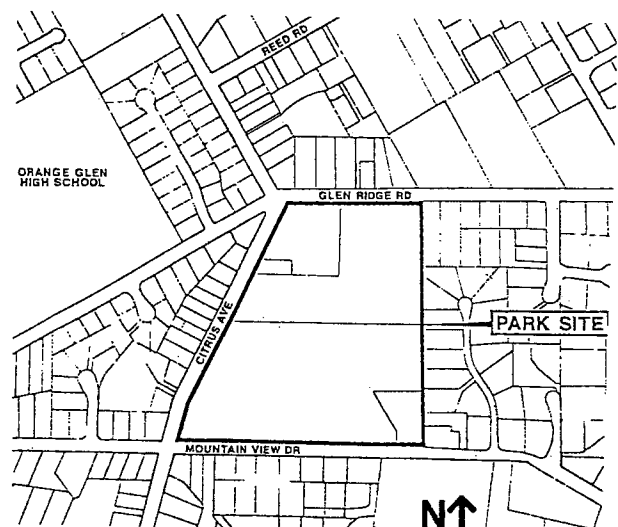 REED RD
ORANGE GLEN
HIGH SCHOOL
GLEN RIDGE RD
CITRUS AVE
PARK SITE
MOUNTAIN VIEW DR
N